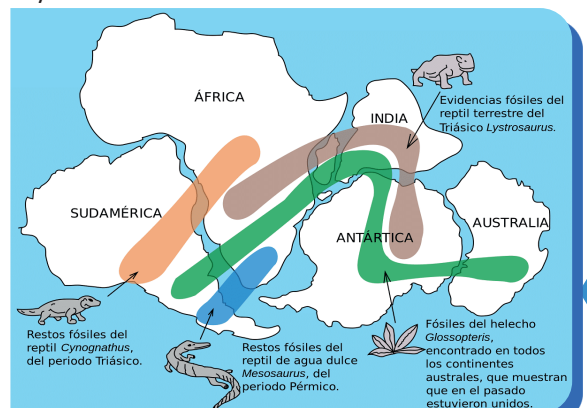 ÁFRICA
INDIA
Evidencias fósiles del
reptil terrestre del
Triásico Lystrosaurus.
SUDAMÉRICA
ANTÁRTICA
AUSTRALIA
Restos fósiles del
reptil Cynognathus,
del periodo Triásico.
Restos fósiles del
reptil de agua dulce
Mesosaurus, del
periodo Pérmico.
Fósiles del helecho
Glossopteris,
encontrado en todos
los continentes
australes, que muestran
que en el pasado
estuvieron unidos.